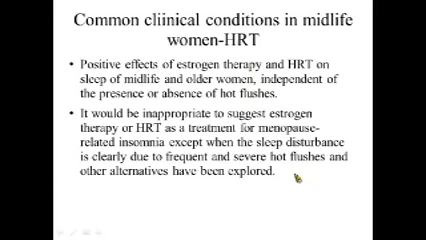 Common cliinical conditions in midlife
women-HRT
• Positive effects of estrogen therapy and HRT on
sleep of midlife and older women, independent of
the presence or absence of hot flushes.
• It would be inappropriate to suggest estrogen
therapy or HRT as a treatment for menopause-
related insomnia except when the sleep disturbance
is clearly due to frequent and severe hot flushes and
other alternatives have been explored.